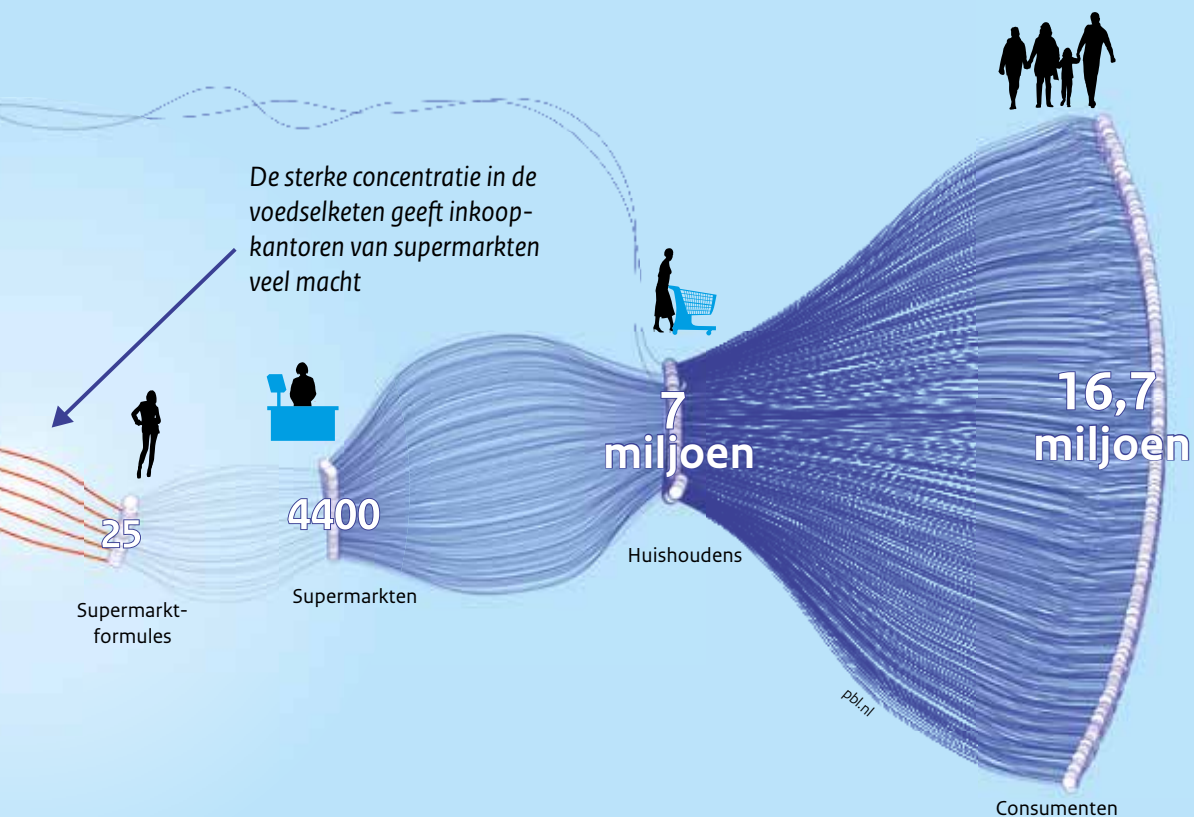 De sterke concentratie in de
voedselketen geeft inkoop-
kantoren van supermarkten
veel macht
25
Supermarkt-
formules
4400
Supermarkten
7
miljoen
Huishoudens
16,7
miljoen
Consumenten
pbl.nl